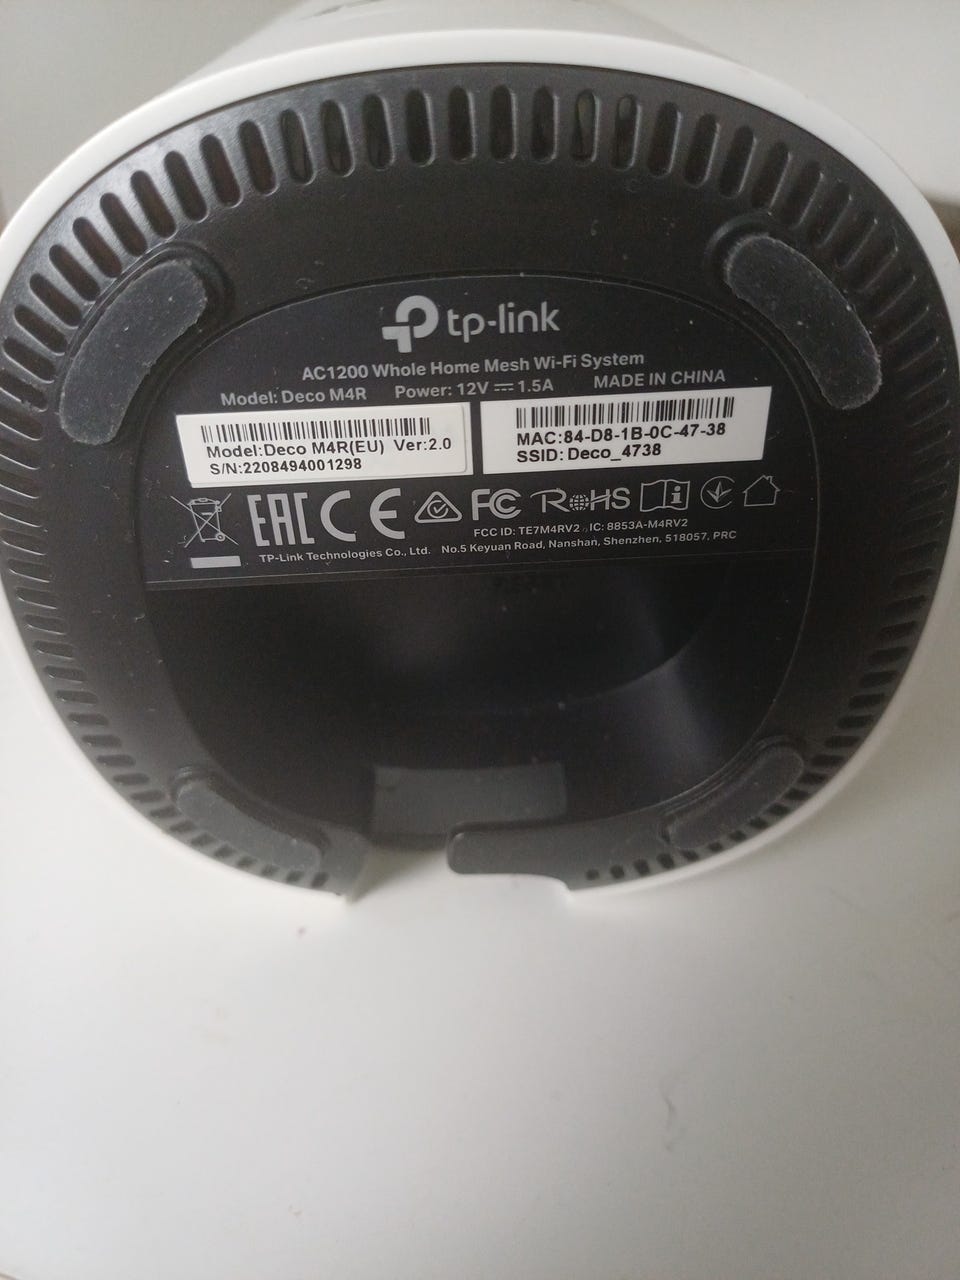 tp-link
AC1200 Whole Home Mesh Wi-Fi System
Model: Deco M4R Power: 12V⎓1.5A MADE IN CHINA
Model:Deco M4R(EU) Ver:2.0
S/N:2208494001298
MAC:84-D8-1B-0C-47-38
SSID: Deco_4738
EAC CE FC RoHS
FCC ID: TE7M4RV2 IC: 8853A-M4RV2
TP-Link Technologies Co., Ltd. No.5 Keyuan Road, Nanshan, Shenzhen, 518057, PRC